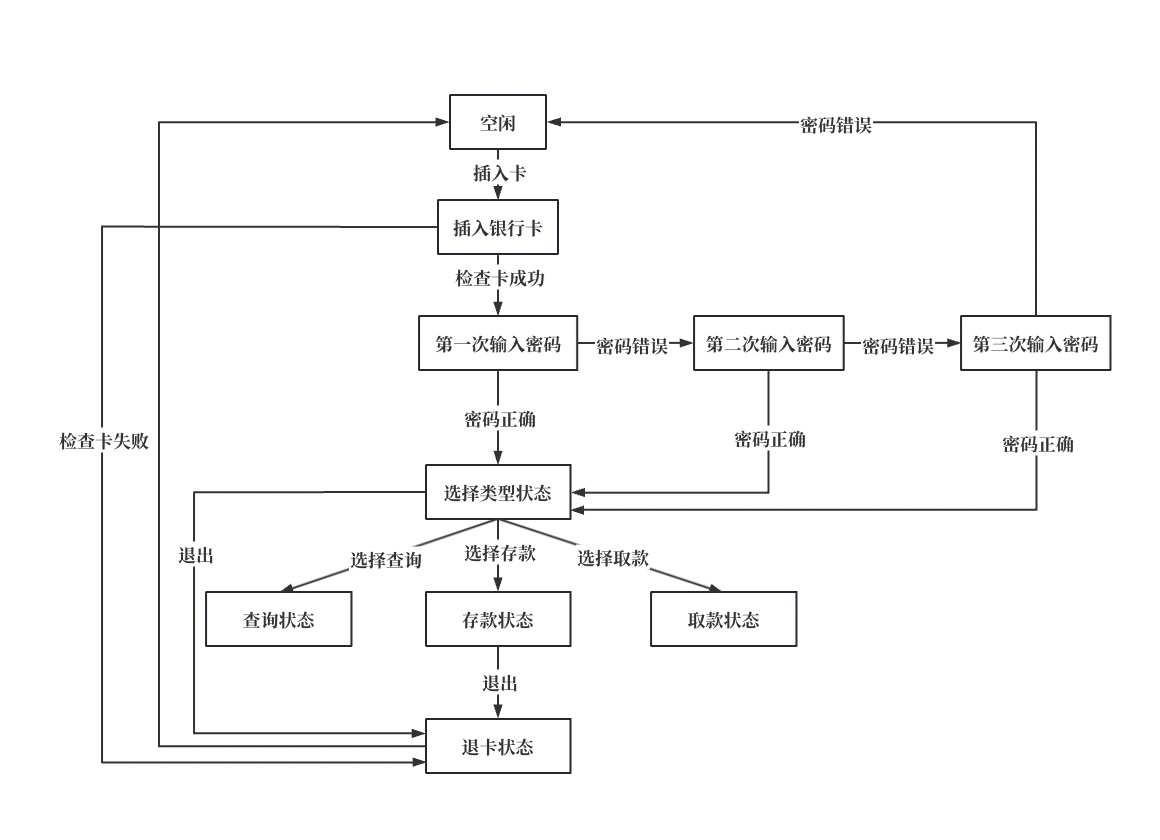 空闲
密码错误
插入卡
插入银行卡
检查卡成功
第一次输入密码
密码错误
第二次输入密码
密码错误
第三次输入密码
密码正确
检查卡失败
密码正确
密码正确
选择类型状态
退出
选择查询
选择存款
选择取款
查询状态
存款状态
取款状态
退出
退卡状态